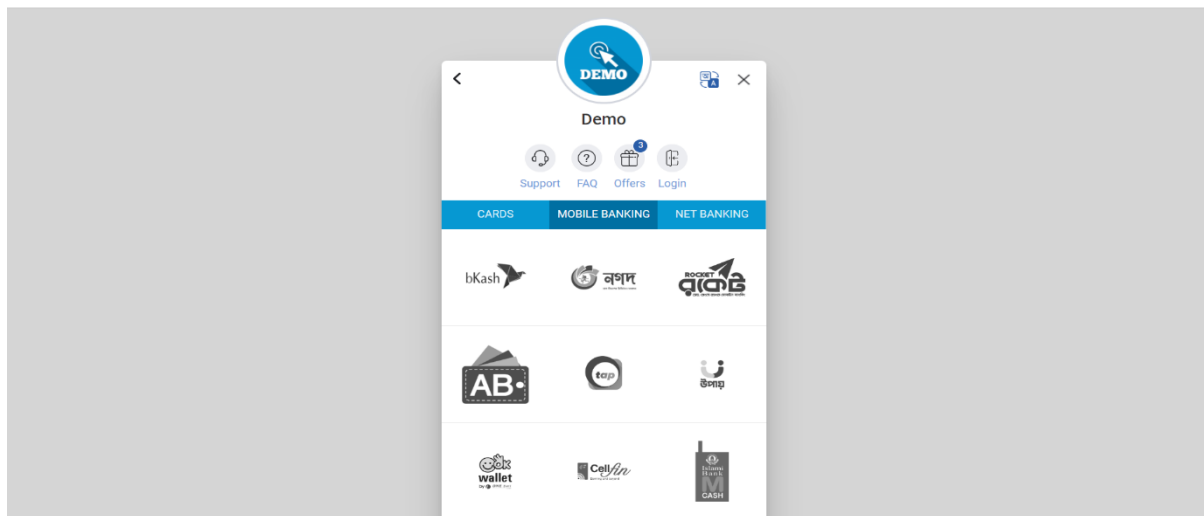 DEMO
A
Demo
3
Support FAQ Offers Login
CARDS MOBILE BANKING NET BANKING
bKash নগদ ROCKET রকেট
AB tap উপায়
ok wallet
Cellfin
Islami Bank M CASH